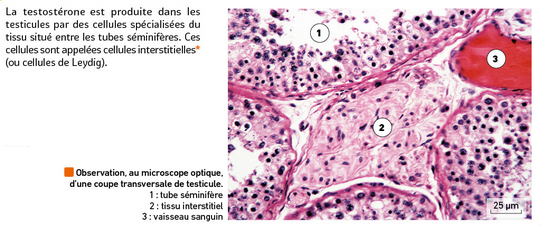 La testostérone est produite dans les
testicules par des cellules spécialisées du
tissu situé entre les tubes séminifères. Ces
cellules sont appelées cellules interstitielles*
(ou cellules de Leydig).
1
3
2
Observation, au microscope optique,
d'une coupe transversale de testicule.
1 : tube séminifère
2 : tissu interstitiel
3 : vaisseau sanguin
25 µm